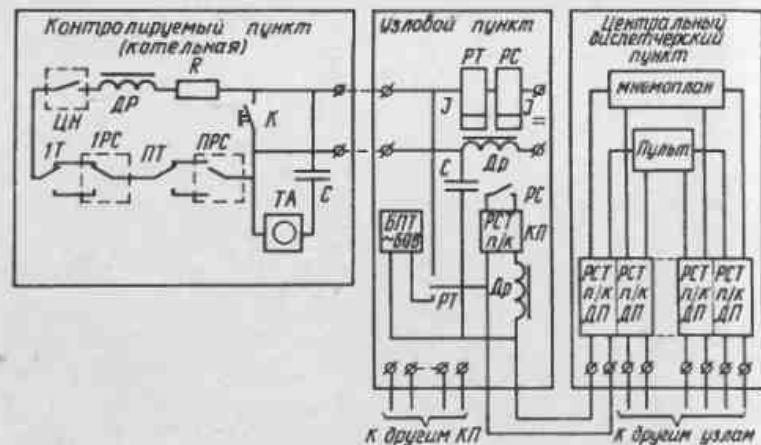 Контролируемый пункт
(котельная)
R
ДР
ЦН
К
1Т
1РС
ПТ
ПРС
ТА
С
Узловой пункт
РТ
РС
J
J
=
Др
С
РС
БПТ
~60В
РСТ
п/к
КП
РТ
Др
К другим КП
Центральный
диспетчерский
пункт
мнемоплан
Пульт
РСТ
п/к
ДП
РСТ
п/к
ДП
РСТ
п/к
ДП
РСТ
п/к
ДП
К другим узлам